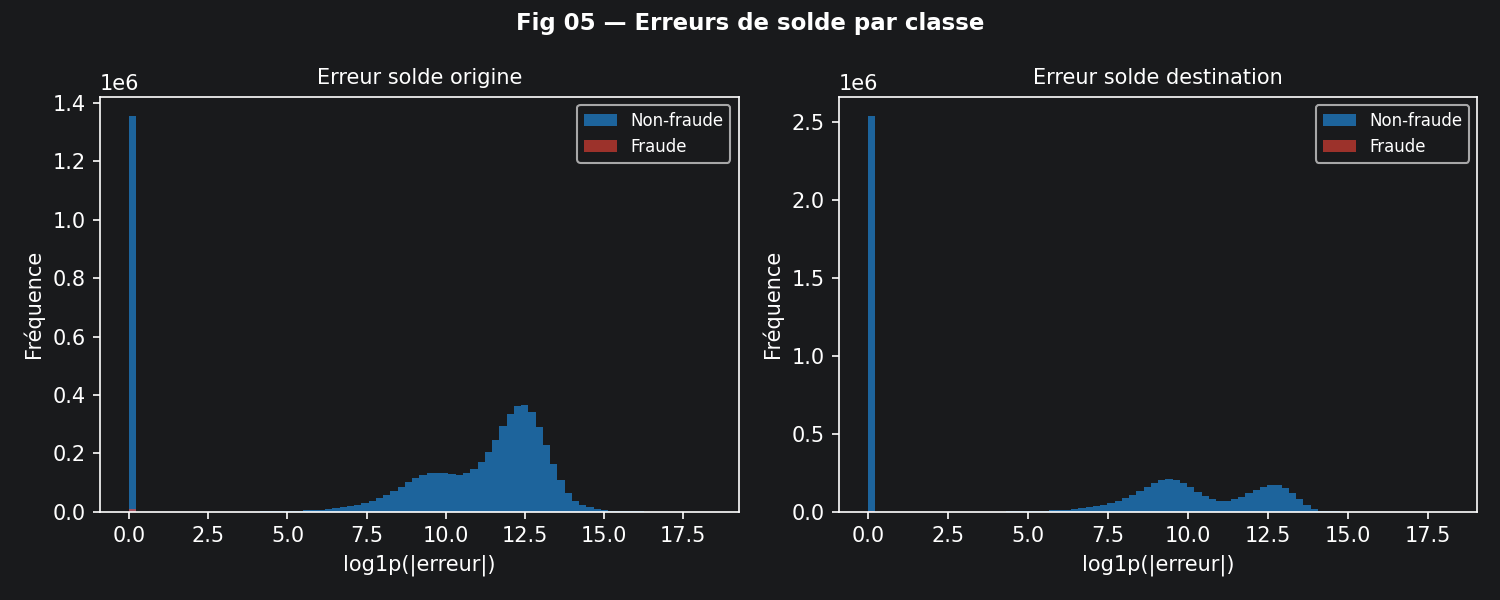 Fig 05 — Erreurs de solde par classe
Erreur solde origine
1e6
1.4
1.2
1.0
0.8
0.6
0.4
0.2
0.0
Fréquence
Non-fraude
Fraude
0.0 2.5 5.0 7.5 10.0 12.5 15.0 17.5
log1p(|erreur|)
Erreur solde destination
1e6
2.5
2.0
1.5
1.0
0.5
0.0
Fréquence
Non-fraude
Fraude
0.0 2.5 5.0 7.5 10.0 12.5 15.0 17.5
log1p(|erreur|)